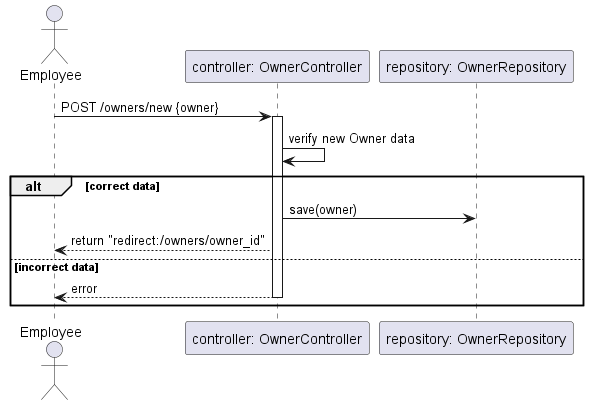 Employee
controller: OwnerController
repository: OwnerRepository
POST /owners/new {owner}
verify new Owner data
alt
[correct data]
save(owner)
return "redirect:/owners/owner_id"
[incorrect data]
error
Employee
controller: OwnerController
repository: OwnerRepository